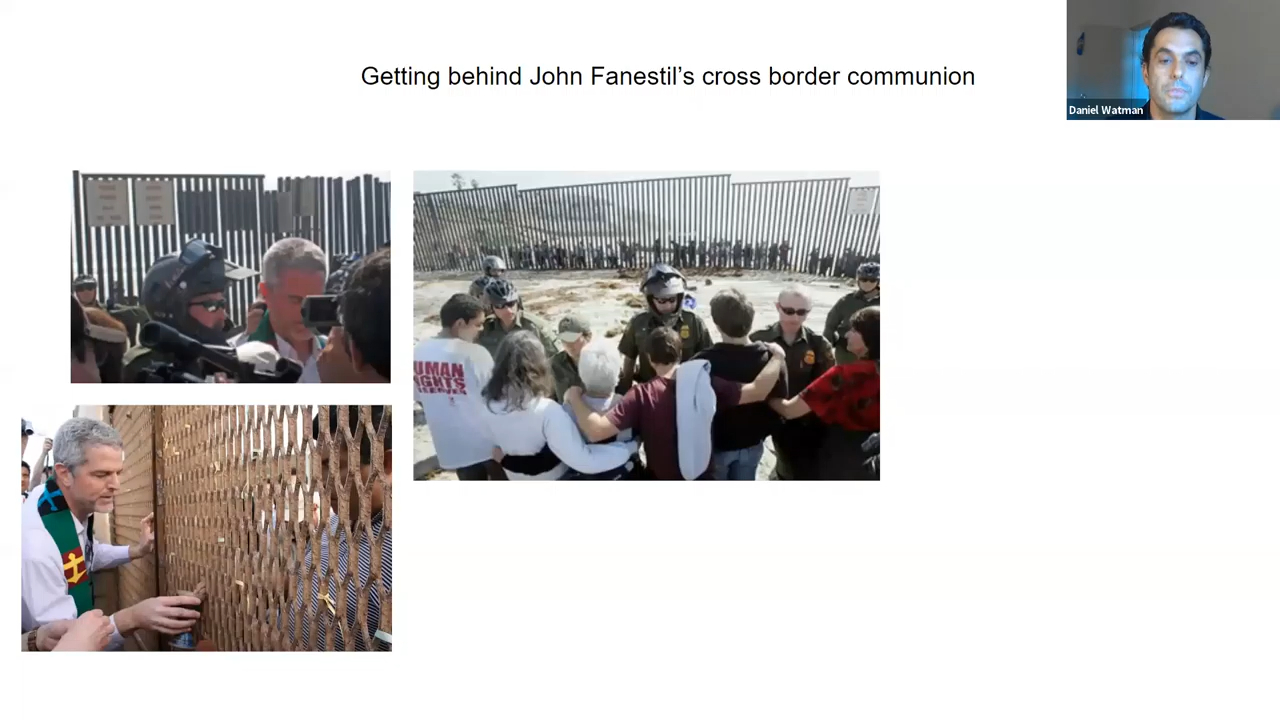 Getting behind John Fanestil’s cross border communion
Daniel Watman
HUMAN
RIGHTS